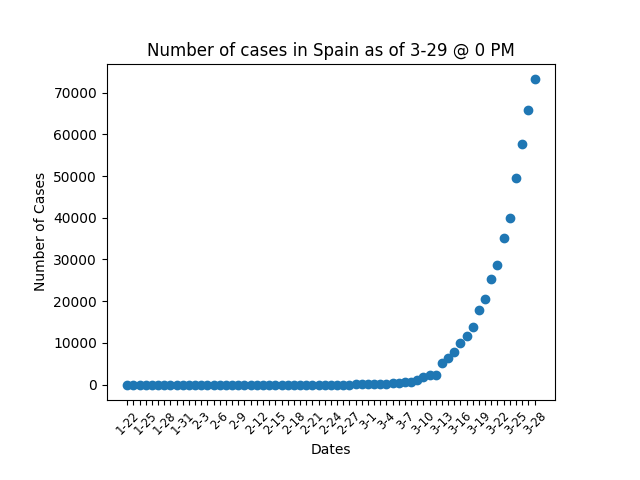 Number of cases in Spain as of 3-29 @ 0 PM
70000
60000
50000
40000
30000
20000
10000
0
Number of Cases
1-22 1-25 1-28 1-31 2-3 2-6 2-9 2-12 2-15 2-18 2-21 2-24 2-27 3-1 3-4 3-7 3-10 3-13 3-16 3-19 3-22 3-25 3-28
Dates